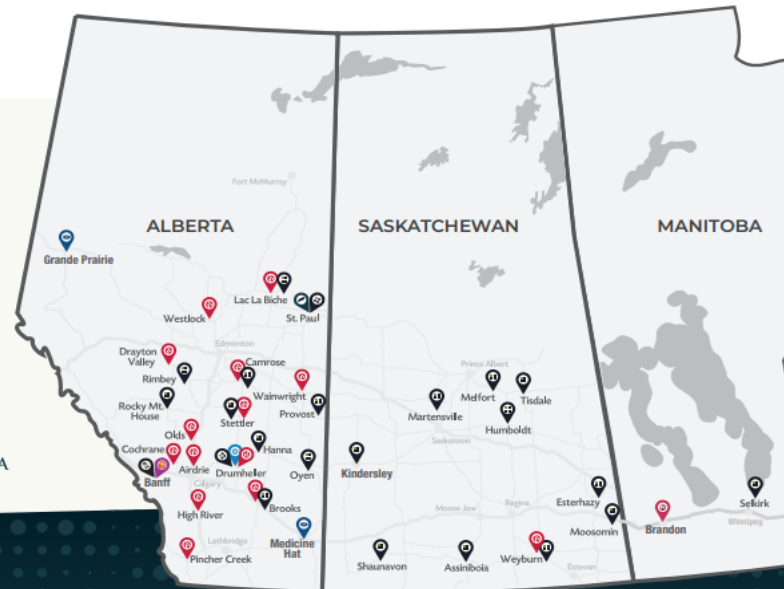 ALBERTA
SASKATCHEWAN
MANITOBA
Fort McMurray
Grande Prairie
Lac La Biche
St. Paul
Westlock
Edmonton
Drayton
Valley
Camrose
Rimbey
Wainwright
Rocky Mt.
House
Stettler
Provost
Olds
Cochrane
Airdrie
Hanna
Drumheller
Banff
Oyen
Calgary
Brooks
High River
Medicine
Hat
Lethbridge
Pincher Creek
Prince Albert
Melfort
Tisdale
Martensville
Humboldt
Saskatoon
Kindersley
Esterhazy
Moose Jaw
Regina
Moosomin
Shaunavon
Assiniboia
Weyburn
Estevan
Selkirk
Brandon
Winnipeg
A